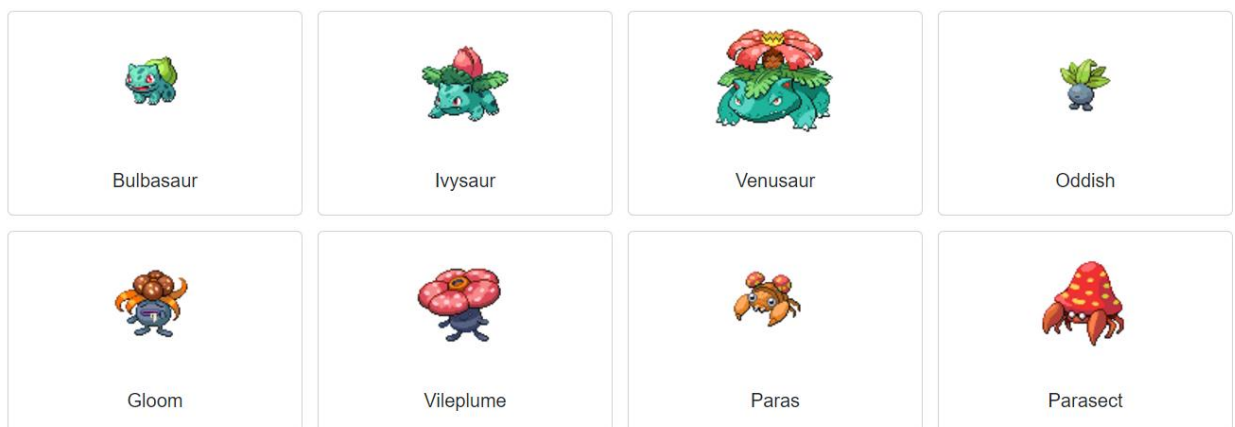 Bulbasaur
Ivysaur
Venusaur
Oddish
Gloom
Vileplume
Paras
Parasect